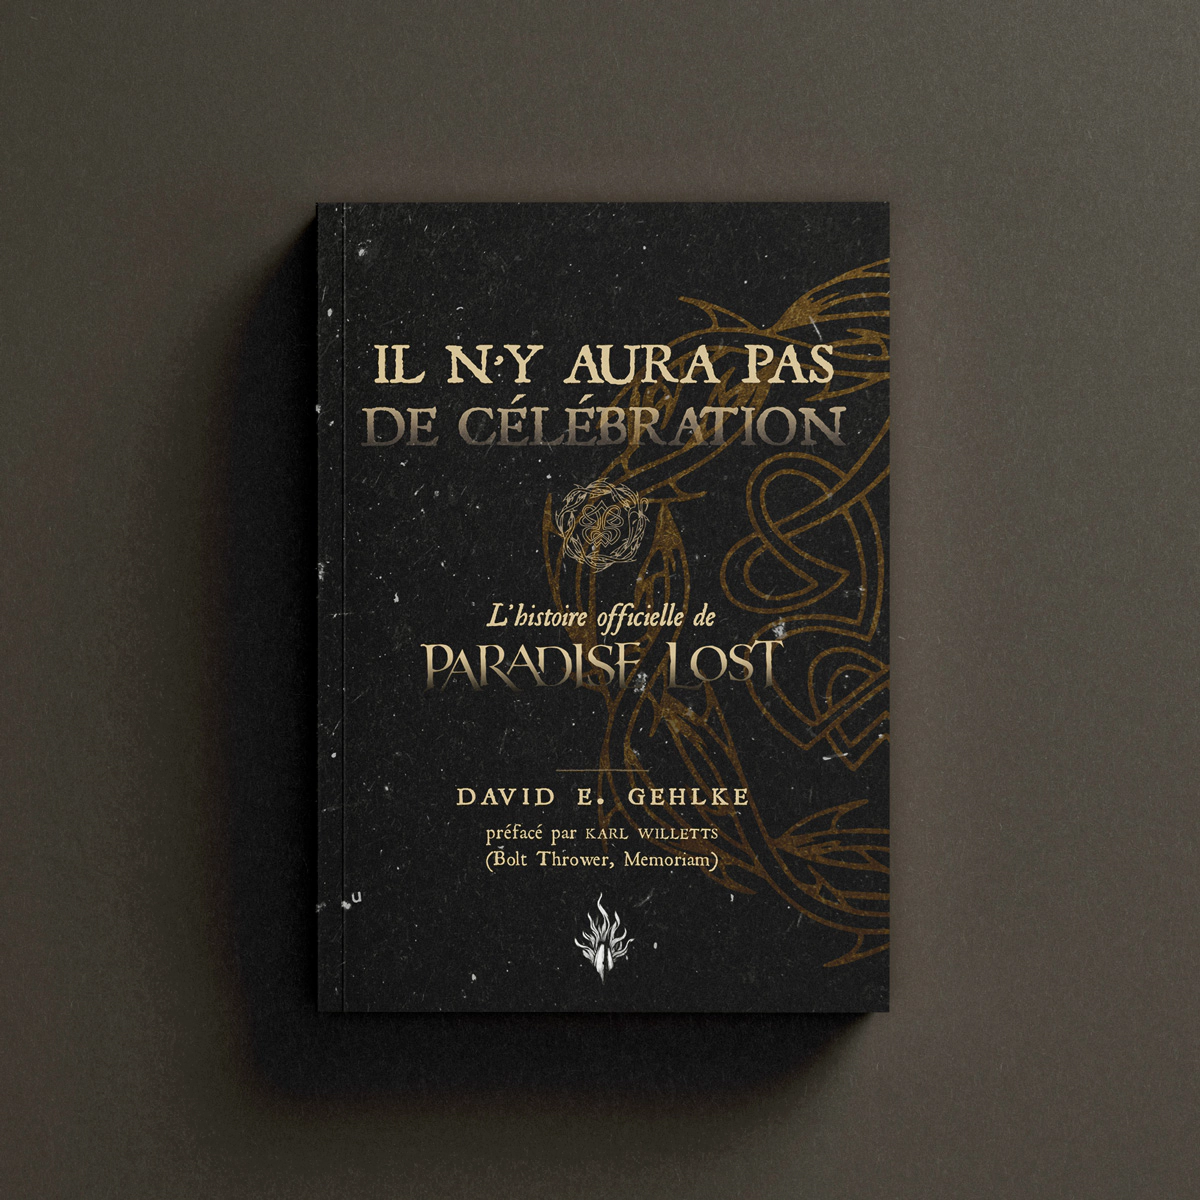 IL N'Y AURA PAS
DE CÉLÉBRATION
L'histoire officielle de
PARADISE LOST
DAVID E. GEHLKE
préfacé par KARL WILLETTS
(Bolt Thrower, Memoriam)